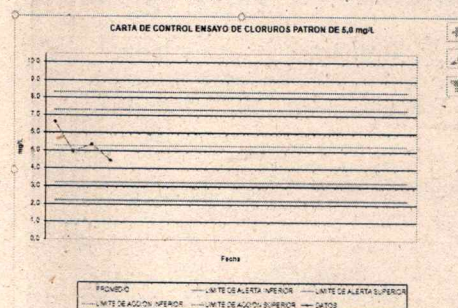 CARTA DE CONTROL ENSAYO DE CLORUROS PATRON DE 5,0 mg/L
10.0
9.0
8.0
7.0
6.0
5.0
4.0
3.0
2.0
1.0
0.0
mg/L
Fecha
PROMEDIO LIMITE DE ALERTA INFERIOR LIMITE DE ALERTA SUPERIOR
LIMITE DE ACCION INFERIOR LIMITE DE ACCION SUPERIOR DATOS